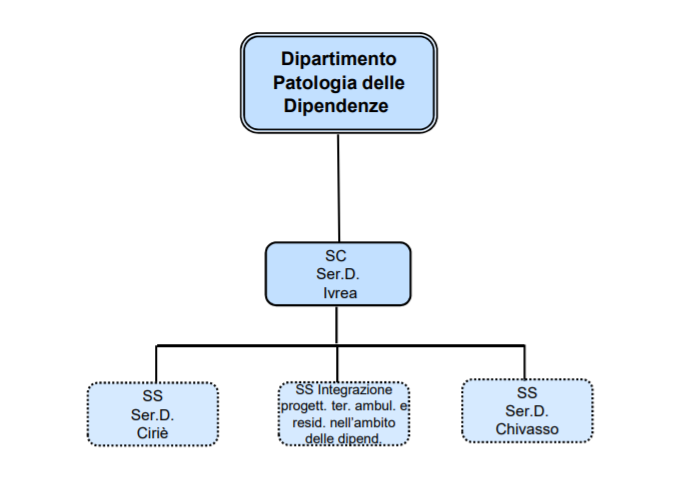 Dipartimento
Patologia delle
Dipendenze
SC
Ser.D.
Ivrea
SS
Ser.D.
Ciriè
SS Integrazione
progett. ter. ambul. e
resid. nell'ambito
delle dipend.
SS
Ser.D.
Chivasso